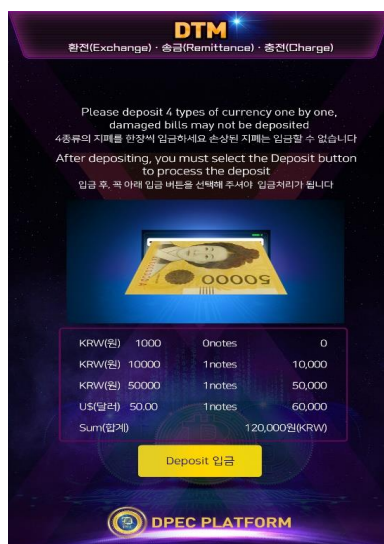 DTM
환전(Exchange) · 송금(Remittance) · 충전(Charge)
Please deposit 4 types of currency one by one,
damaged bills may not be deposited
4종류의 지폐를 한장씩 입금하세요 손상된 지폐는 입금할 수 없습니다
After depositing, you must select the Deposit button
to process the deposit
입금 후, 꼭 아래 입금 버튼을 선택해 주셔야 입금처리가 됩니다
50000
KRW(원) 1000 0notes 0
KRW(원) 10000 1notes 10,000
KRW(원) 50000 1notes 50,000
U$(달러) 50.00 1notes 60,000
Sum(합계) 120,000원(KRW)
Deposit 입금
DPEC PLATFORM